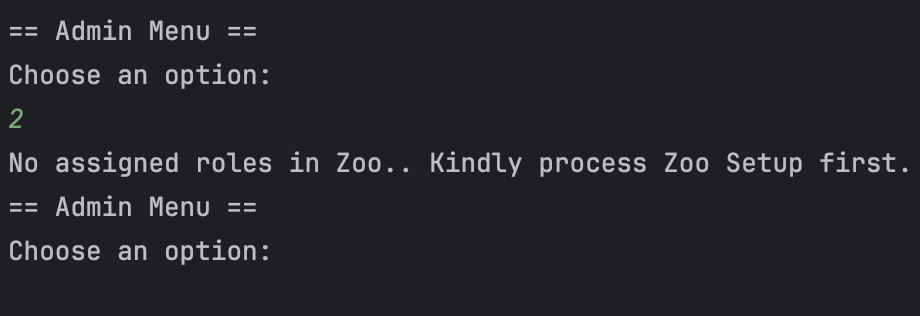 == Admin Menu ==
Choose an option:
2
No assigned roles in Zoo.. Kindly process Zoo Setup first.
== Admin Menu ==
Choose an option: